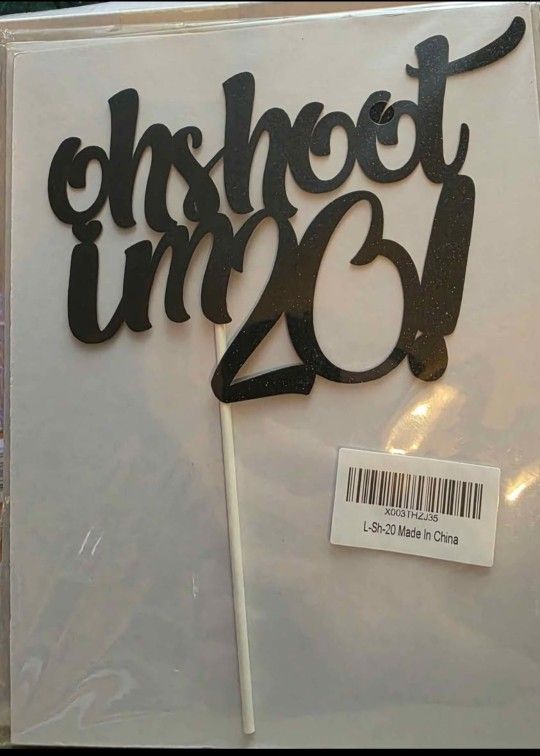 ohshoot
im20!
X003THZJ35
L-Sh-20 Made In China